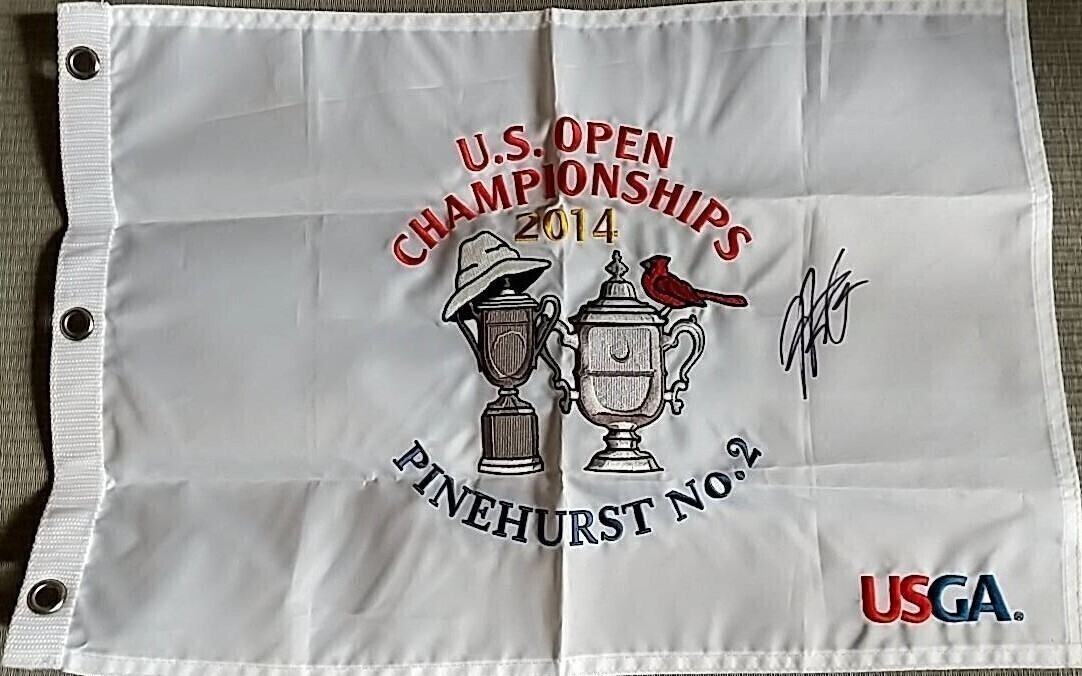 U.S. OPEN
CHAMPIONSHIPS
2014
PINEHURST NO.2
USGA®